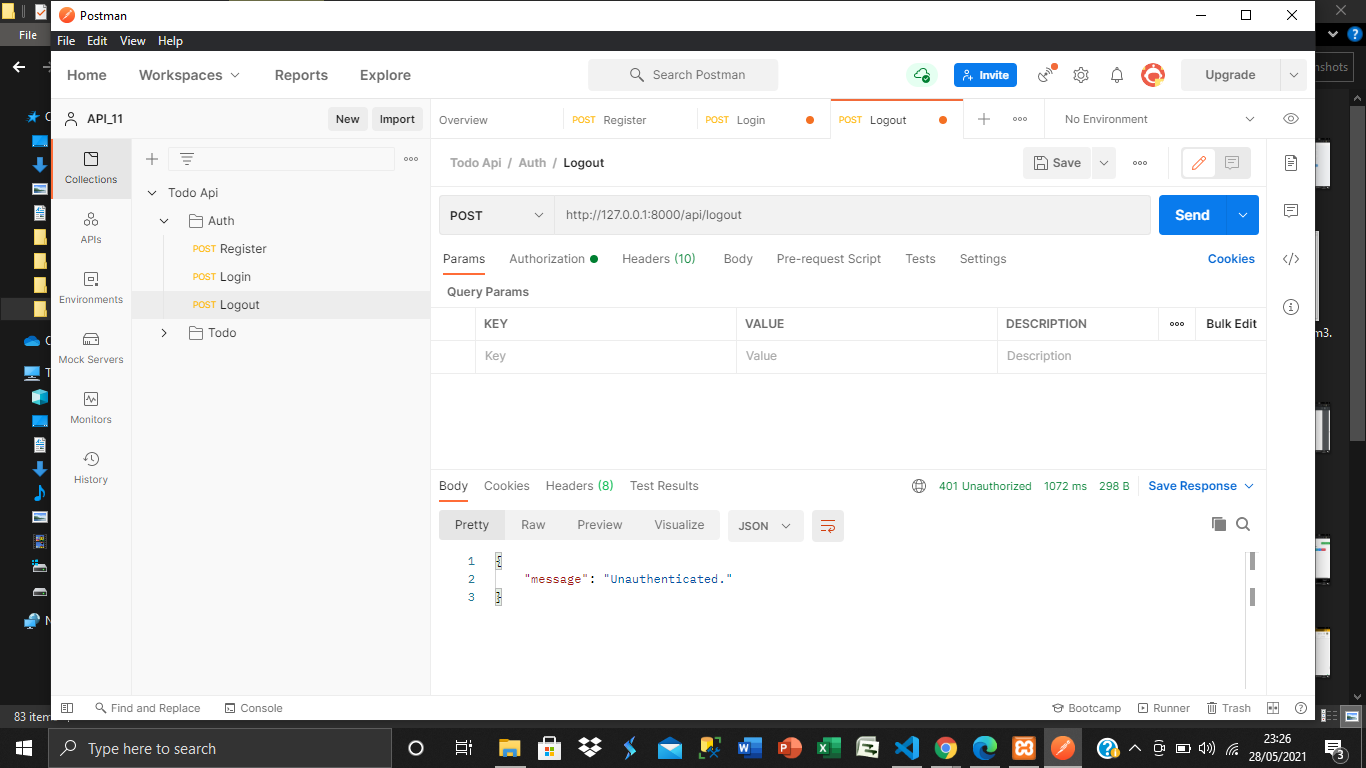 File
Postman
File Edit View Help
Home Workspaces Reports Explore
Search Postman
Invite
Upgrade
API_11
New Import
Overview
POST Register
POST Login
POST Logout
No Environment
Collections
APIs
Environments
Mock Servers
Monitors
History
Todo Api
Auth
POST Register
POST Login
POST Logout
Todo
Todo Api / Auth / Logout
Save
POST http://127.0.0.1:8000/api/logout
Send
Params Authorization Headers (10) Body Pre-request Script Tests Settings Cookies
Query Params
KEY VALUE DESCRIPTION Bulk Edit
Key Value Description
Body Cookies Headers (8) Test Results 401 Unauthorized 1072 ms 298 B Save Response
Pretty Raw Preview Visualize JSON
1 {
2 "message": "Unauthenticated."
3 }
Find and Replace Console Bootcamp Runner Trash
Type here to search
23:26
28/05/2021
3